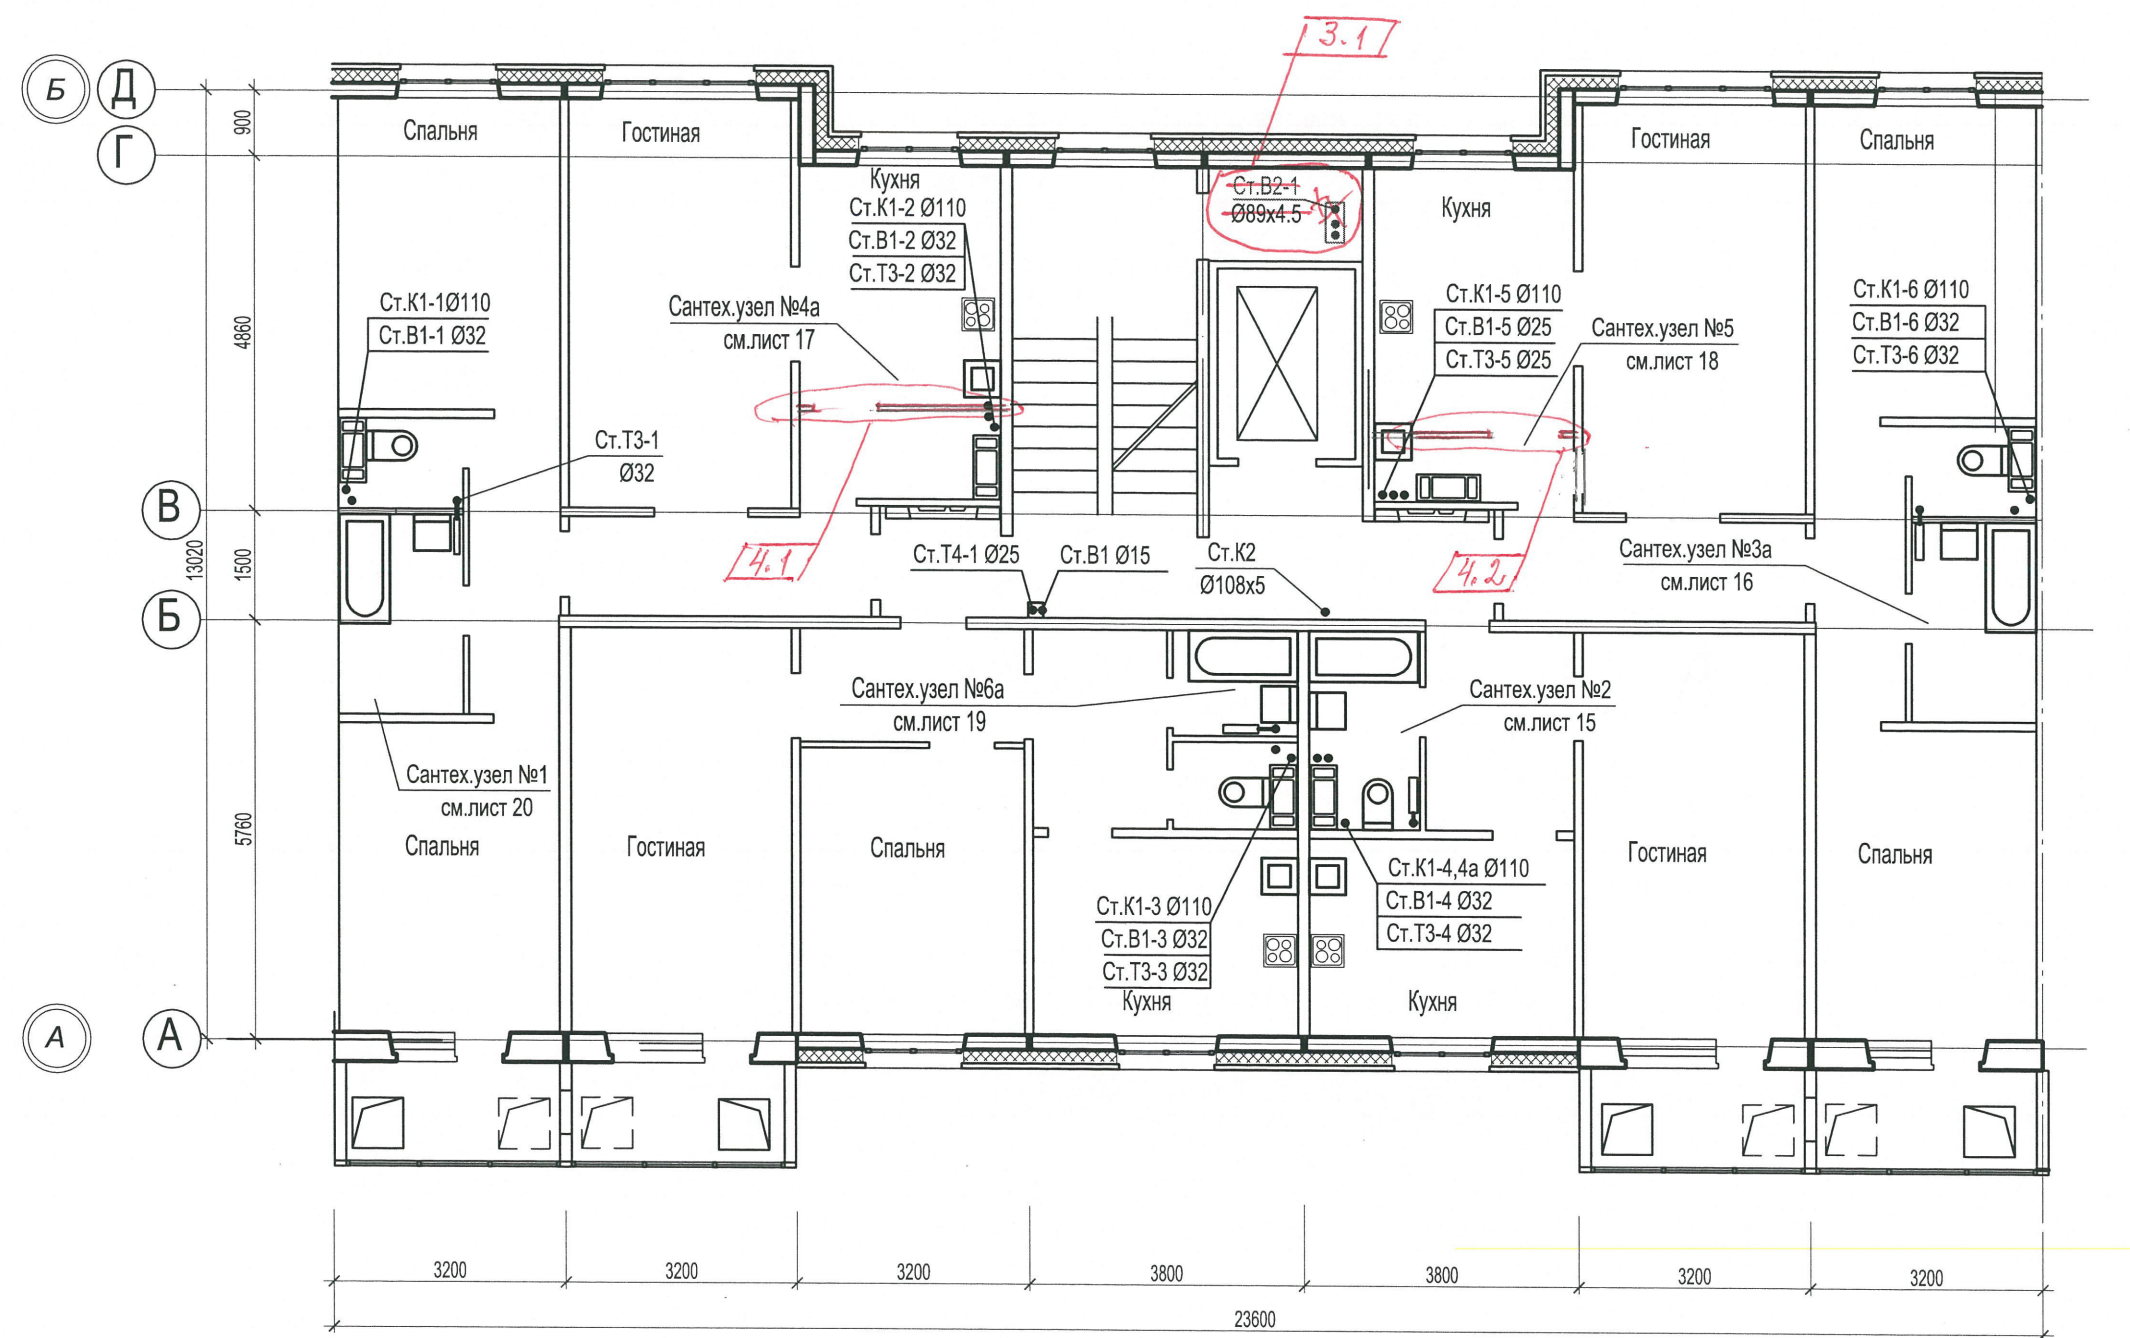 3.1
Б
Д
Г
900
Спальня
Гостиная
Кухня
Ст.К1-2 Ø110
Ст.В1-2 Ø32
Ст.Т3-2 Ø32
Ст.В2-1
Ø89х4.5
Кухня
Гостиная
Спальня
4860
Ст.К1-1Ø110
Ст.В1-1 Ø32
Сантех.узел №4а
см.лист 17
Ст.К1-5 Ø110
Ст.В1-5 Ø25
Ст.Т3-5 Ø25
Сантех.узел №5
см.лист 18
Ст.К1-6 Ø110
Ст.В1-6 Ø32
Ст.Т3-6 Ø32
Ст.Т3-1
Ø32
В
13020
1500
4.1
Ст.Т4-1 Ø25
Ст.В1 Ø15
Ст.К2
Ø108х5
4.2
Сантех.узел №3а
см.лист 16
Б
Сантех.узел №6а
см.лист 19
Сантех.узел №2
см.лист 15
Сантех.узел №1
см.лист 20
5760
Спальня
Гостиная
Спальня
Гостиная
Спальня
Ст.К1-3 Ø110
Ст.В1-3 Ø32
Ст.Т3-3 Ø32
Кухня
Ст.К1-4,4а Ø110
Ст.В1-4 Ø32
Ст.Т3-4 Ø32
Кухня
А
А
3200
3200
3200
3800
3800
3200
3200
23600